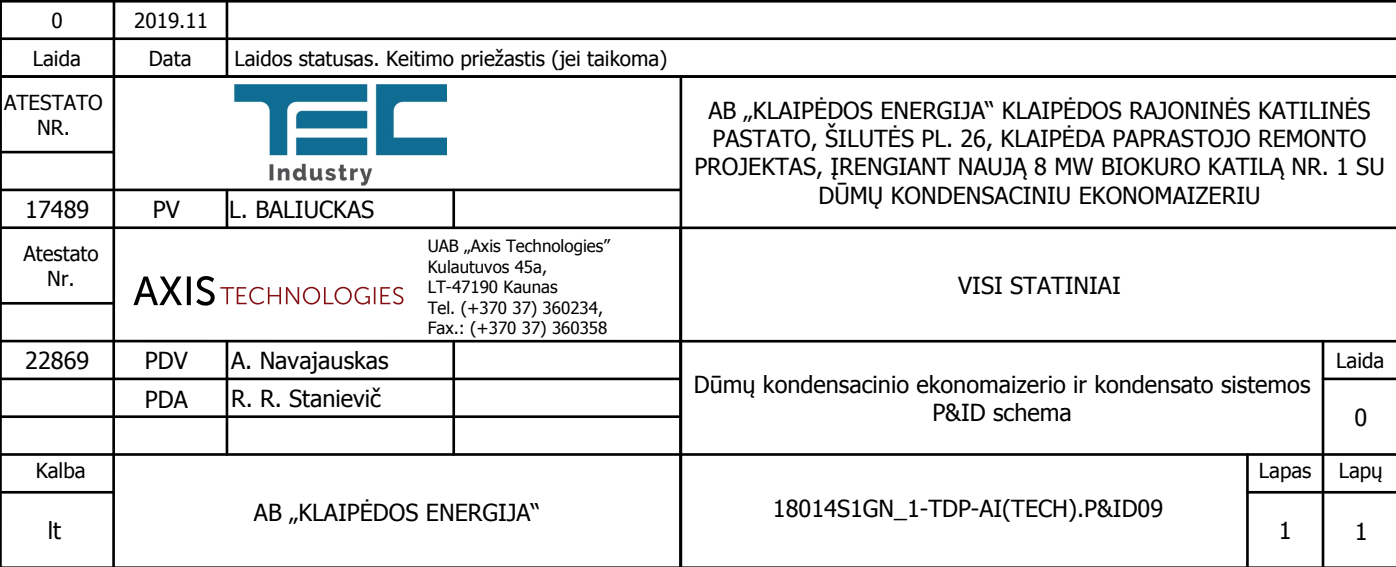 0
2019.11
Laida
Data
Laidos statusas. Keitimo priežastis (jei taikoma)
ATESTATO
NR.
TEC
Industry
AB „KLAIPĖDOS ENERGIJA“ KLAIPĖDOS RAJONINĖS KATILINĖS
PASTATO, ŠILUTĖS PL. 26, KLAIPĖDA PAPRASTOJO REMONTO
PROJEKTAS, ĮRENGIANT NAUJĄ 8 MW BIOKURO KATILĄ NR. 1 SU
DŪMŲ KONDENSACINIU EKONOMAIZERIU
17489
PV
L. BALIUCKAS
Atestato
Nr.
AXIS TECHNOLOGIES
UAB „Axis Technologies”
Kulautuvos 45a,
LT-47190 Kaunas
Tel. (+370 37) 360234,
Fax.: (+370 37) 360358
VISI STATINIAI
22869
PDV
A. Navajauskas
PDA
R. R. Stanievič
Dūmų kondensacinio ekonomaizerio ir kondensato sistemos
P&ID schema
Laida
0
Kalba
lt
AB „KLAIPĖDOS ENERGIJA“
18014S1GN_1-TDP-AI(TECH).P&ID09
Lapas
Lapų
1
1